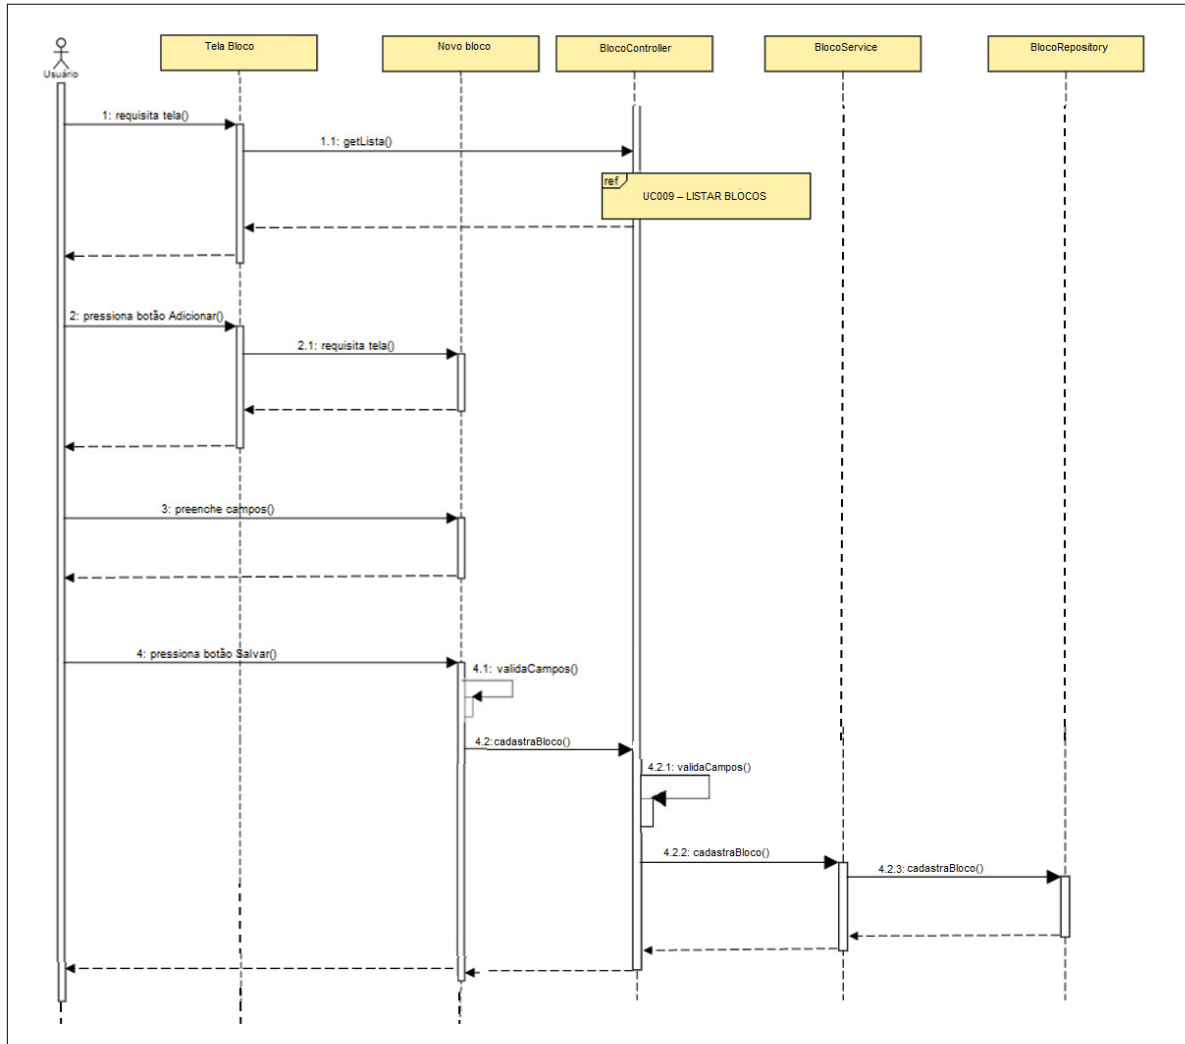 Usuário
Tela Bloco
Novo bloco
BlocoController
BlocoService
BlocoRepository
1: requisita tela()
1.1: getLista()
ref
UC009 – LISTAR BLOCOS
2: pressiona botão Adicionar()
2.1: requisita tela()
3: preenche campos()
4: pressiona botão Salvar()
4.1: validaCampos()
4.2: cadastraBloco()
4.2.1: validaCampos()
4.2.2: cadastraBloco()
4.2.3: cadastraBloco()